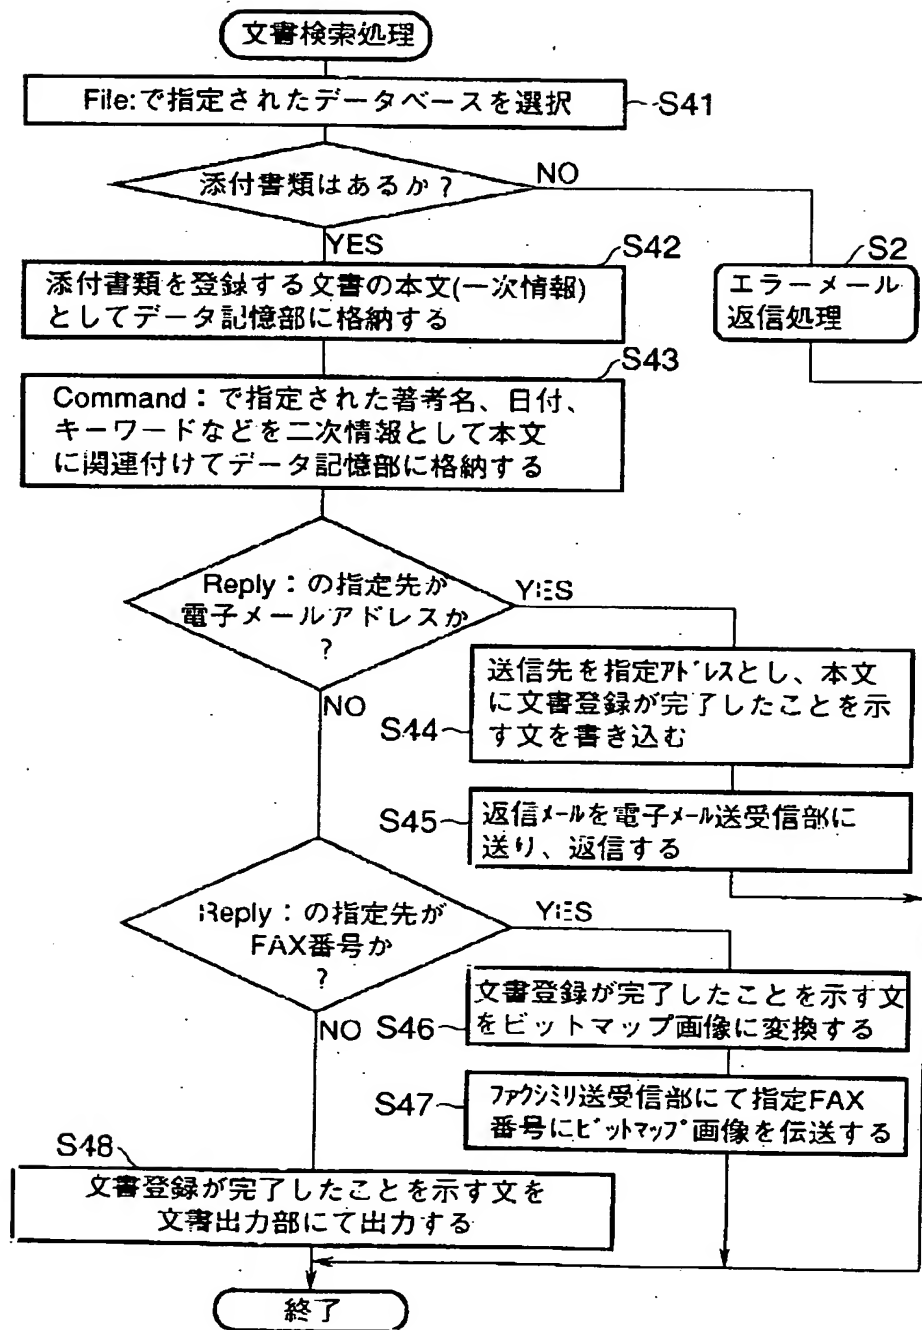 文書検索処理
File:で指定されたデータベースを選択
S41
添付書類はあるか？
NO
YES
S42
添付書類を登録する文書の本文(一次情報)
としてデータ記憶部に格納する
S2
エラーメール
返信処理
S43
Command：で指定された著考名、日付、
キーワードなどを二次情報として本文
に関連付けてデータ記憶部に格納する
Reply：の指定先が
電子メールアドレスか
？
YES
NO
S44
送信先を指定ｱﾄﾞﾚｽとし、本文
に文書登録が完了したことを示
す文を書き込む
S45
返信ﾒｰﾙを電子ﾒｰﾙ送受信部に
送り、返信する
Reply：の指定先が
FAX番号か
？
YES
NO
S46
文書登録が完了したことを示す文
をビットマップ画像に変換する
S47
ﾌｧｸｼﾐﾘ送受信部にて指定FAX
番号にﾋﾞｯﾄﾏｯﾌﾟ画像を伝送する
S48
文書登録が完了したことを示す文を
文書出力部にて出力する
終了